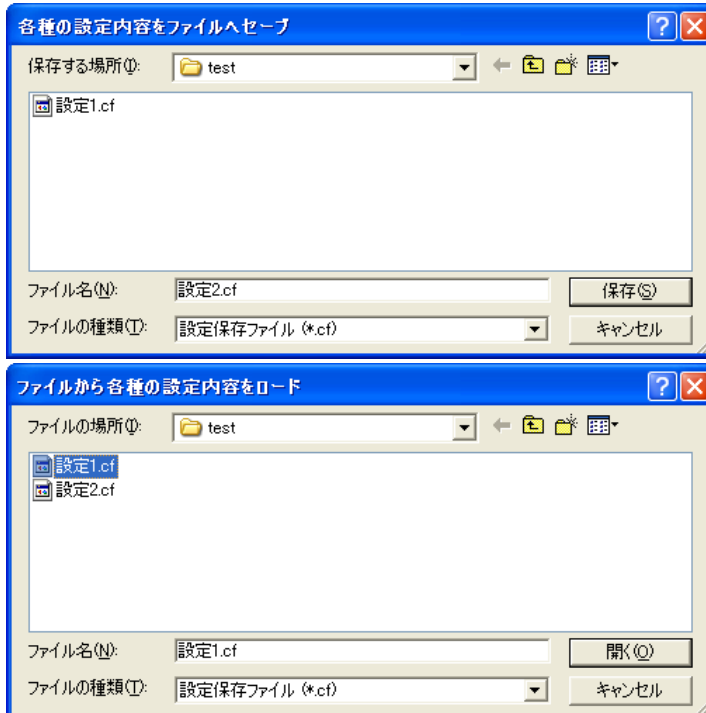 各種の設定内容をファイルへセーブ
保存する場所(I): test
設定1.cf
ファイル名(N): 設定2.cf 保存(S)
ファイルの種類(T): 設定保存ファイル (*.cf) キャンセル
ファイルから各種の設定内容をロード
ファイルの場所(I): test
設定1.cf
設定2.cf
ファイル名(N): 設定1.cf 開く(O)
ファイルの種類(T): 設定保存ファイル (*.cf) キャンセル